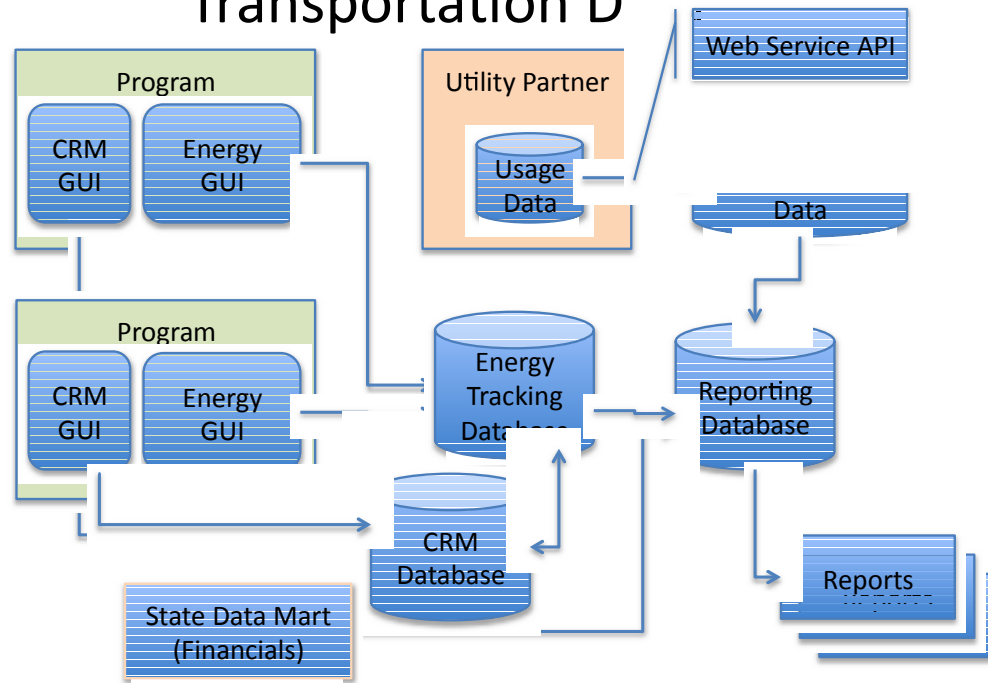 Transportation D
Program
CRM
GUI
Energy
GUI
Utility Partner
Usage
Data
Web Service API
Data
Program
CRM
GUI
Energy
GUI
Energy
Tracking
Database
Reporting
Database
CRM
Database
Reports
State Data Mart
(Financials)